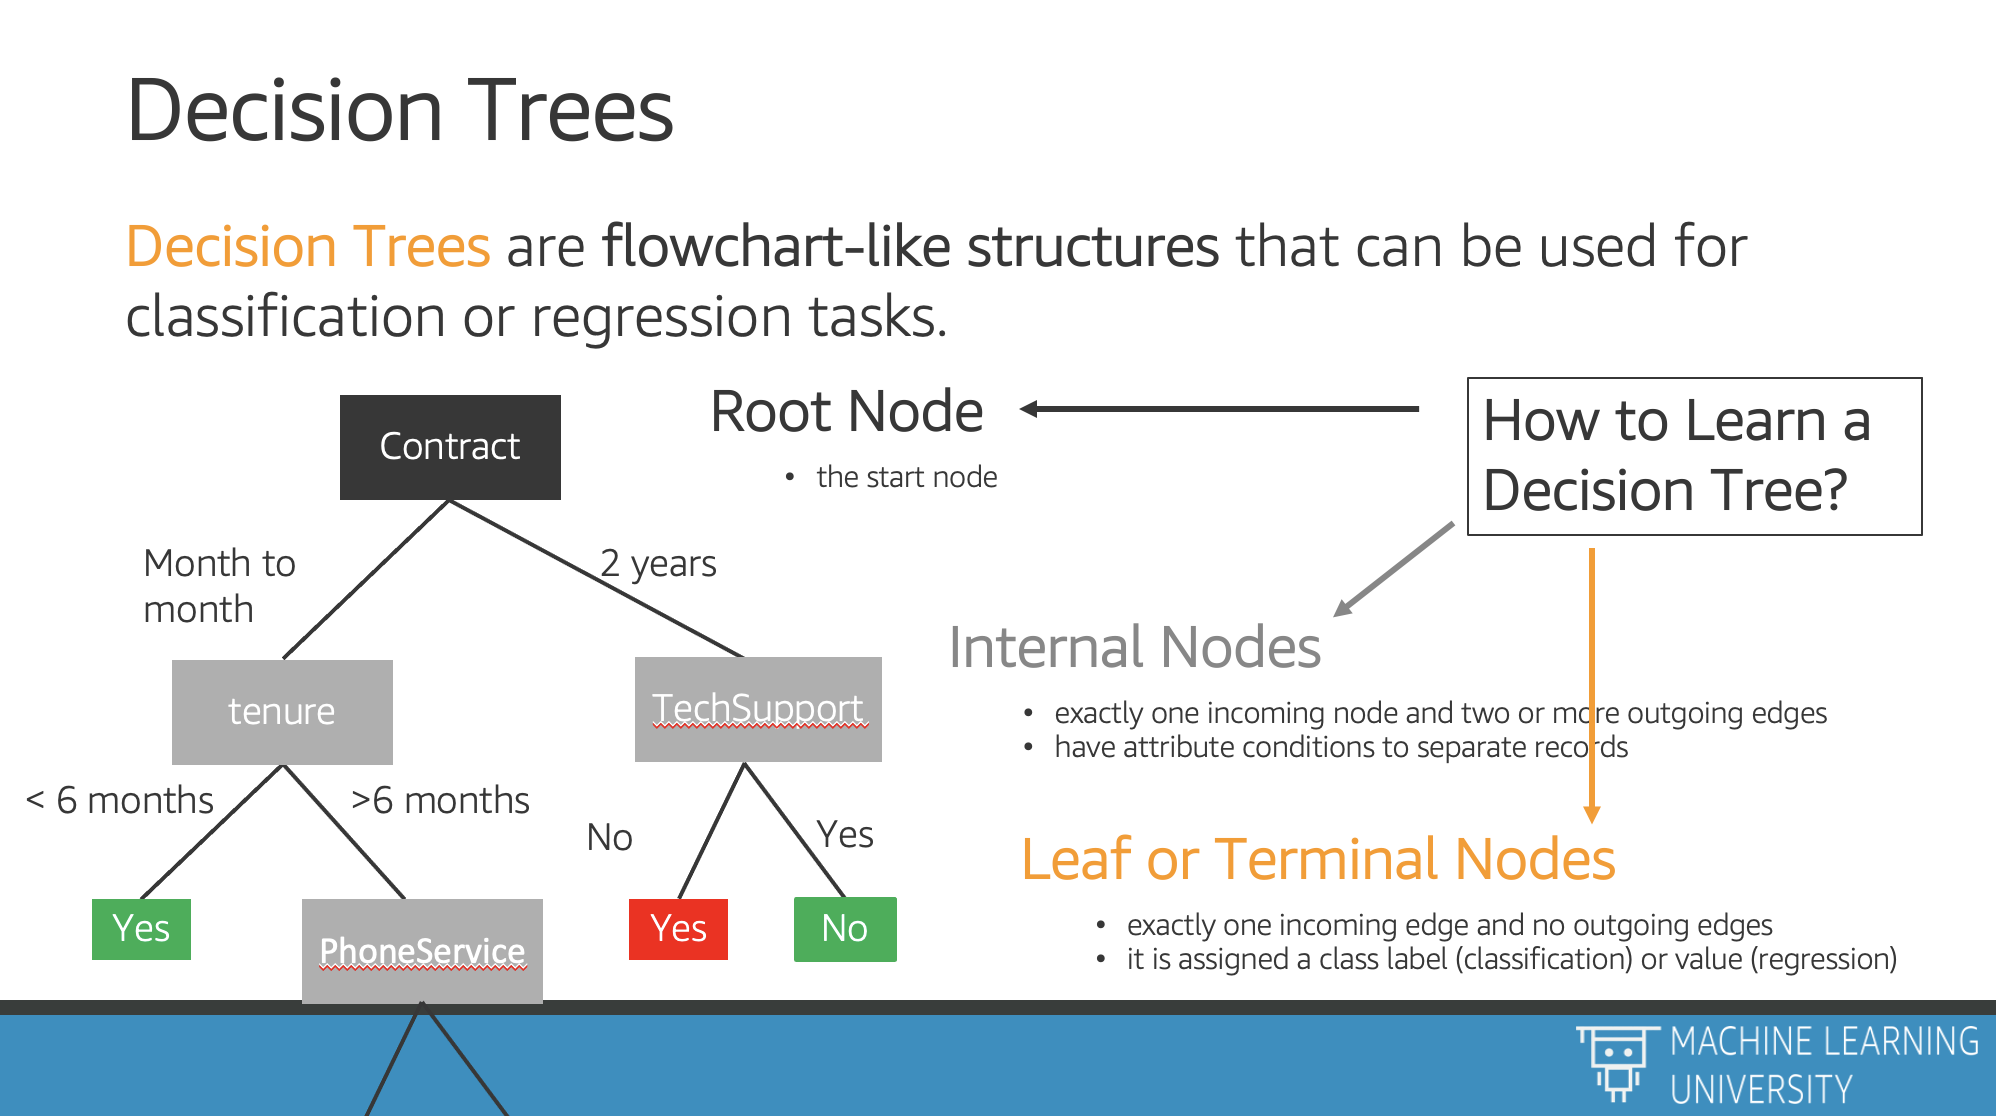 Decision Trees
Decision Trees are flowchart-like structures that can be used for
classification or regression tasks.
Contract
Month to
month
2 years
tenure
TechSupport
< 6 months
>6 months
No
Yes
Yes
PhoneService
Yes
No
Root Node
• the start node
How to Learn a
Decision Tree?
Internal Nodes
• exactly one incoming node and two or more outgoing edges
• have attribute conditions to separate records
Leaf or Terminal Nodes
• exactly one incoming edge and no outgoing edges
• it is assigned a class label (classification) or value (regression)
MACHINE LEARNING
UNIVERSITY